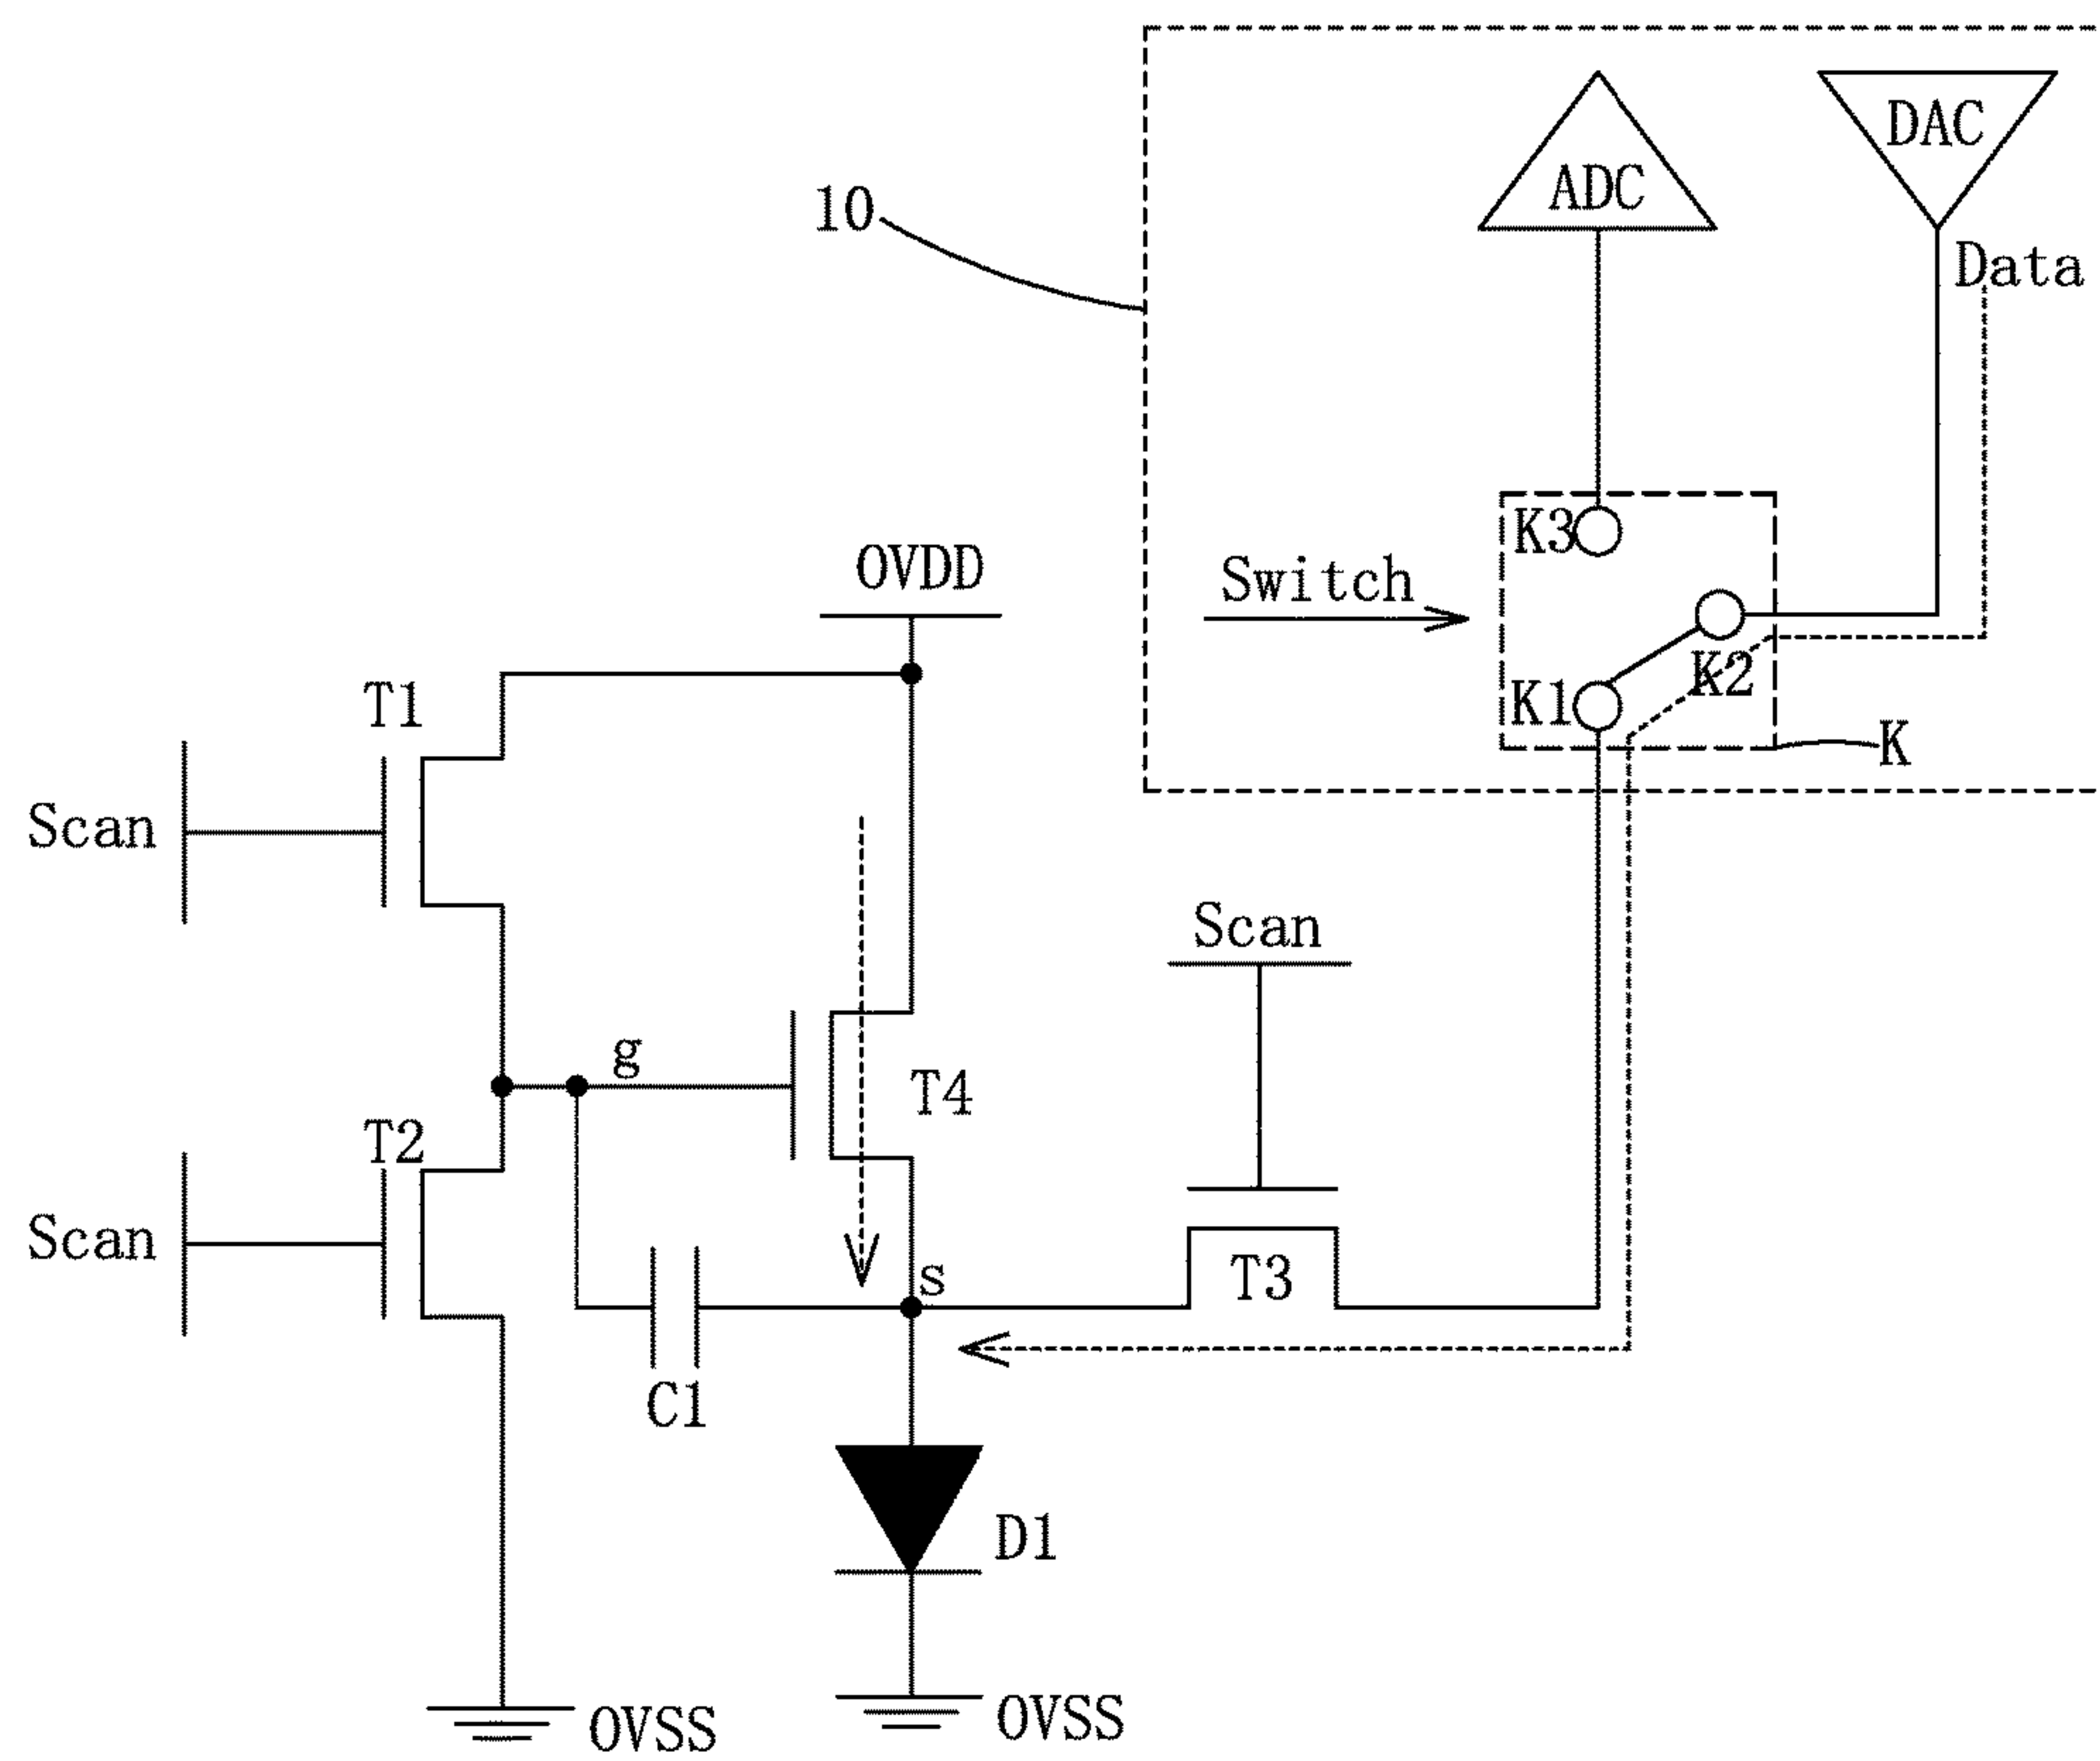 DAC
ADC
10
Data
K3
OVDD
Switch
K2
T1
K1
K
Scan
Scan
g
T4
T2
Scan
s
T3
C1
D1
OVSS
OVSS